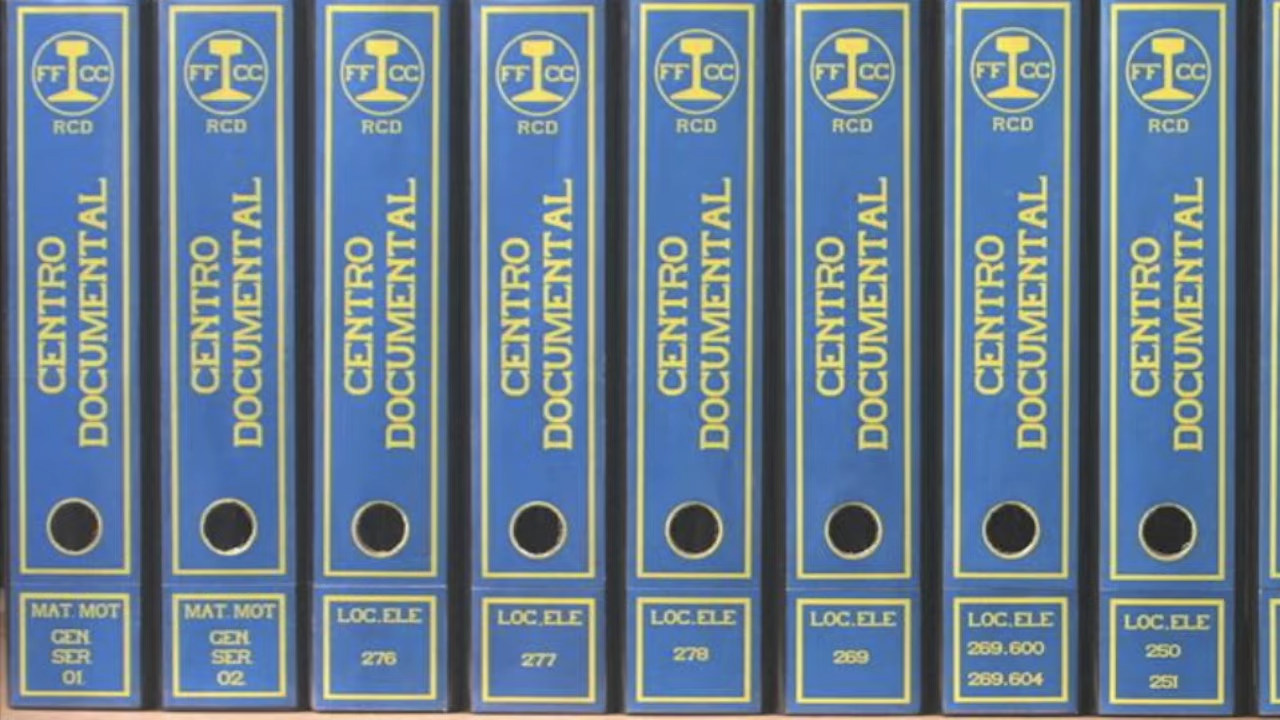 FF CC
RCD
CENTRO
DOCUMENTAL
MAT. MOT
GEN.
SER
01.
FF CC
RCD
CENTRO
DOCUMENTAL
MAT. MOT
GEN.
SER
02.
FF CC
RCD
CENTRO
DOCUMENTAL
LOC.ELE
276
FF CC
RCD
CENTRO
DOCUMENTAL
LOC.ELE
277
FF CC
RCD
CENTRO
DOCUMENTAL
LOC.ELE
278
FF CC
RCD
CENTRO
DOCUMENTAL
LOC.ELE
269
FF CC
RCD
CENTRO
DOCUMENTAL
LOC.ELE
269.600
269.604
FF CC
RCD
CENTRO
DOCUMENTAL
LOC.ELE
250
251